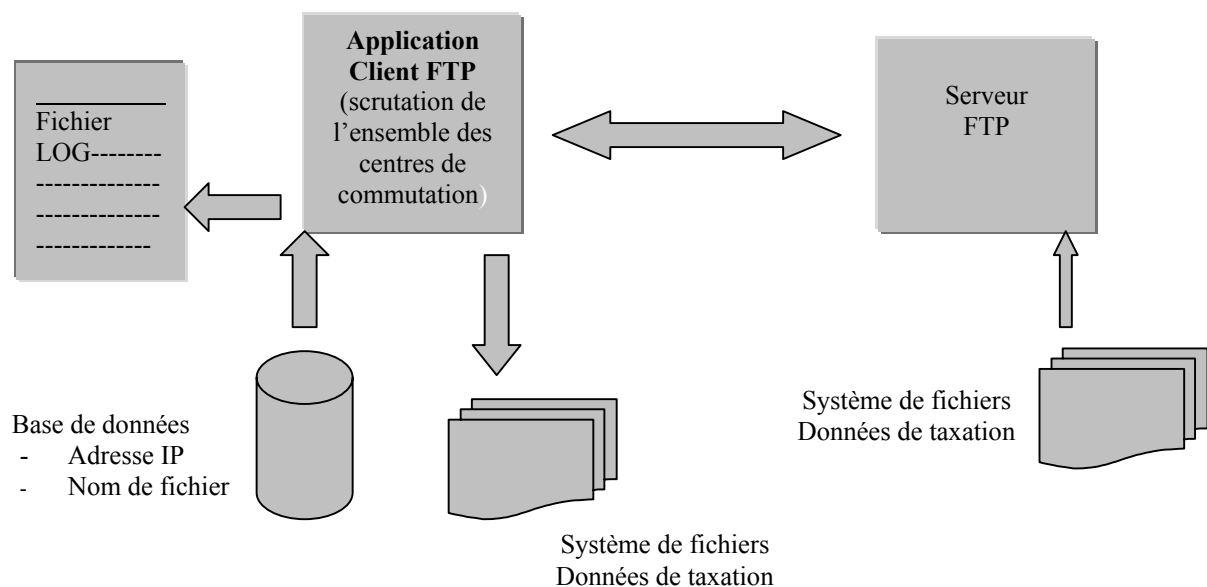 Application
Client FTP
(scrutation de
l'ensemble des
centres de
commutation)
Serveur
FTP
Fichier
LOG--------
---------------
---------------
--------------
Base de données
- Adresse IP
- Nom de fichier
Système de fichiers
Données de taxation
Système de fichiers
Données de taxation